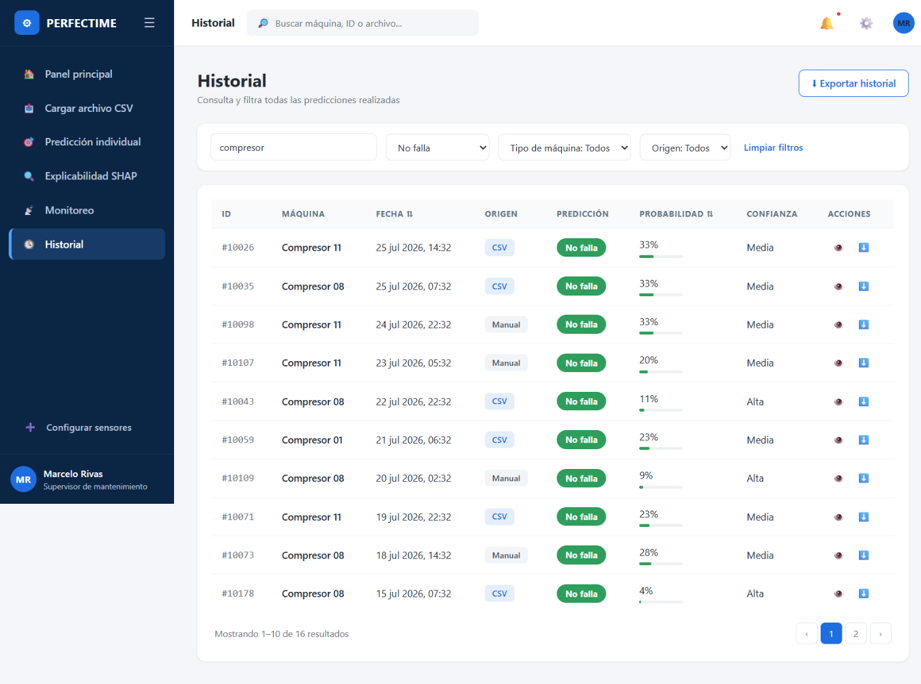 PERFECTIME
Historial
Buscar máquina, ID o archivo...
MR
Panel principal
Cargar archivo CSV
Predicción individual
Explicabilidad SHAP
Monitoreo
Historial
Configurar sensores
MR
Marcelo Rivas
Supervisor de mantenimiento
Historial
Consulta y filtra todas las predicciones realizadas
Exportar historial
compresor No falla Tipo de máquina: Todos Origen: Todos Limpiar filtros
ID MÁQUINA FECHA ORIGEN PREDICCIÓN PROBABILIDAD CONFIANZA ACCIONES
#10026 Compresor 11 25 jul 2026, 14:32 CSV No falla 33% Media
#10035 Compresor 08 25 jul 2026, 07:32 CSV No falla 33% Media
#10098 Compresor 11 24 jul 2026, 22:32 Manual No falla 33% Media
#10107 Compresor 11 23 jul 2026, 05:32 Manual No falla 20% Media
#10043 Compresor 08 22 jul 2026, 22:32 CSV No falla 11% Alta
#10059 Compresor 01 21 jul 2026, 06:32 CSV No falla 23% Media
#10109 Compresor 08 20 jul 2026, 02:32 Manual No falla 9% Alta
#10071 Compresor 11 19 jul 2026, 22:32 CSV No falla 23% Media
#10073 Compresor 08 18 jul 2026, 14:32 Manual No falla 28% Media
#10178 Compresor 08 15 jul 2026, 07:32 CSV No falla 4% Alta
Mostrando 1–10 de 16 resultados
‹ 1 2 ›